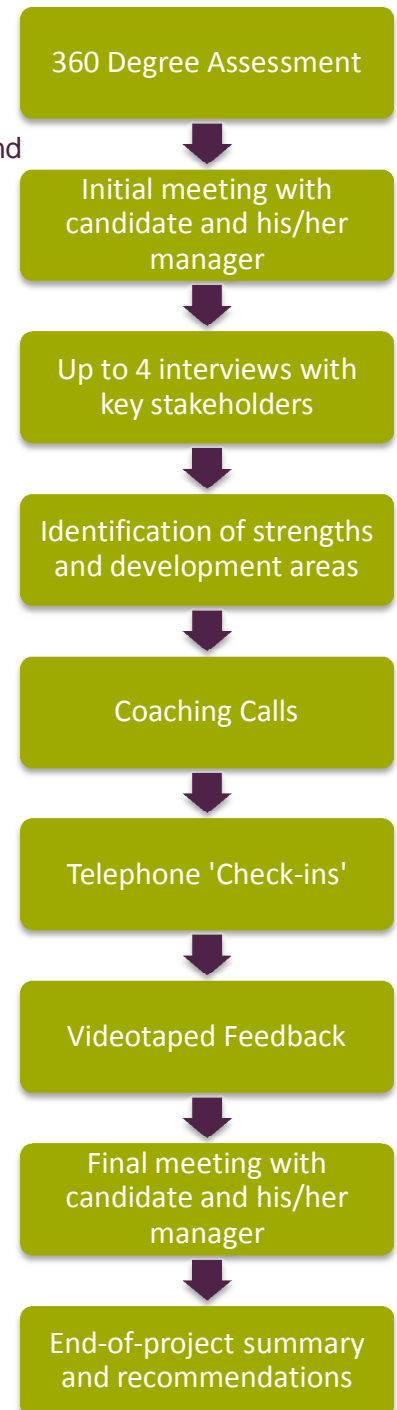 360 Degree Assessment
nd
Initial meeting with
candidate and his/her
manager
Up to 4 interviews with
key stakeholders
Identification of strengths
and development areas
Coaching Calls
Telephone 'Check-ins'
Videotaped Feedback
Final meeting with
candidate and his/her
manager
End-of-project summary
and recommendations